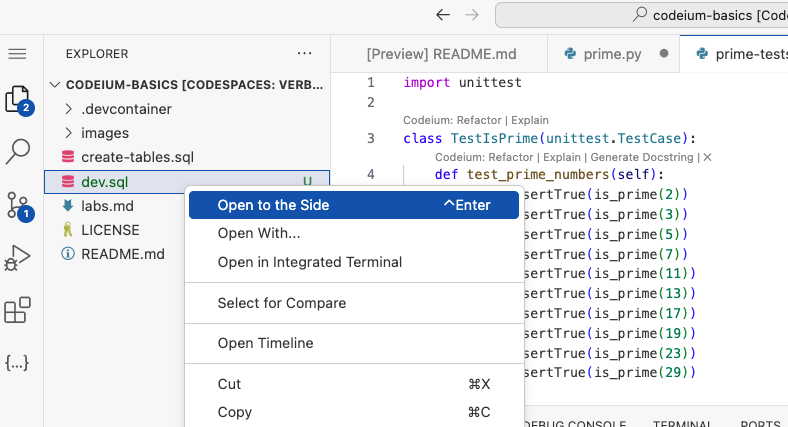 codeium-basics [Cod
EXPLORER
[Preview] README.md
prime.py
prime-tests
CODEIUM-BASICS [CODESPACES: VERB...
.devcontainer
images
create-tables.sql
dev.sql U
labs.md
LICENSE
README.md
2
1
{...}
Open to the Side ^Enter
Open With...
Open in Integrated Terminal
Select for Compare
Open Timeline
Cut ⌘X
Copy ⌘C
1 import unittest
2
Codeium: Refactor | Explain
3 class TestIsPrime(unittest.TestCase):
Codeium: Refactor | Explain | Generate Docstring | X
4 def test_prime_numbers(self):
sertTrue(is_prime(2))
sertTrue(is_prime(3))
sertTrue(is_prime(5))
sertTrue(is_prime(7))
sertTrue(is_prime(11))
sertTrue(is_prime(13))
sertTrue(is_prime(17))
sertTrue(is_prime(19))
sertTrue(is_prime(23))
sertTrue(is_prime(29))
DEBUG CONSOLE TERMINAL PORTS